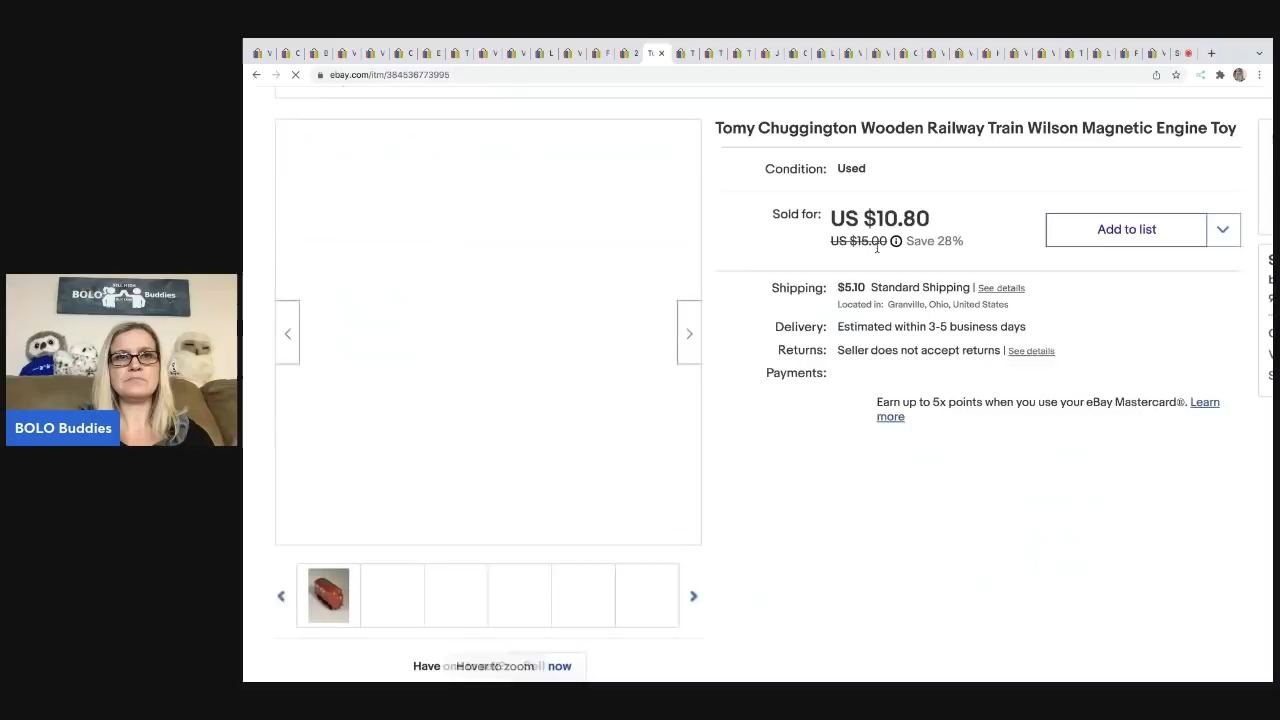 ebay.com/itm/384536773995
Tomy Chuggington Wooden Railway Train Wilson Magnetic Engine Toy
Condition: Used
Sold for: US $10.80
US $15.00 Save 28%
Add to list
Shipping: $5.10 Standard Shipping | See details
Located in: Granville, Ohio, United States
Delivery: Estimated within 3-5 business days
Returns: Seller does not accept returns | See details
Payments:
Earn up to 5x points when you use your eBay Mastercard®. Learn
more
Have
Hover to zoom
now
BOLO Buddies
BOLO Buddies